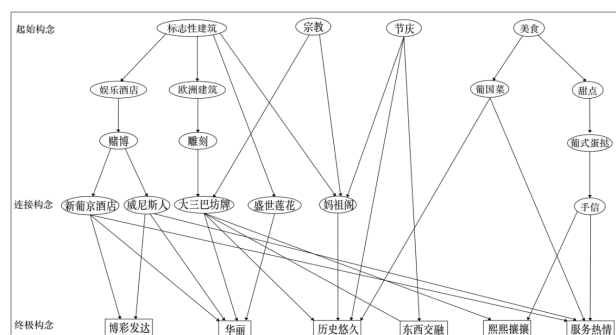 起始构念
标志性建筑
宗教
节庆
美食
娱乐酒店
欧洲建筑
葡国菜
甜点
赌博
雕刻
葡式蛋挞
连接构念
新葡京酒店
威尼斯人
大三巴坊牌
盛世莲花
妈祖阁
手信
终极构念
博彩发达
华丽
历史悠久
东西交融
熙熙攘攘
服务热情